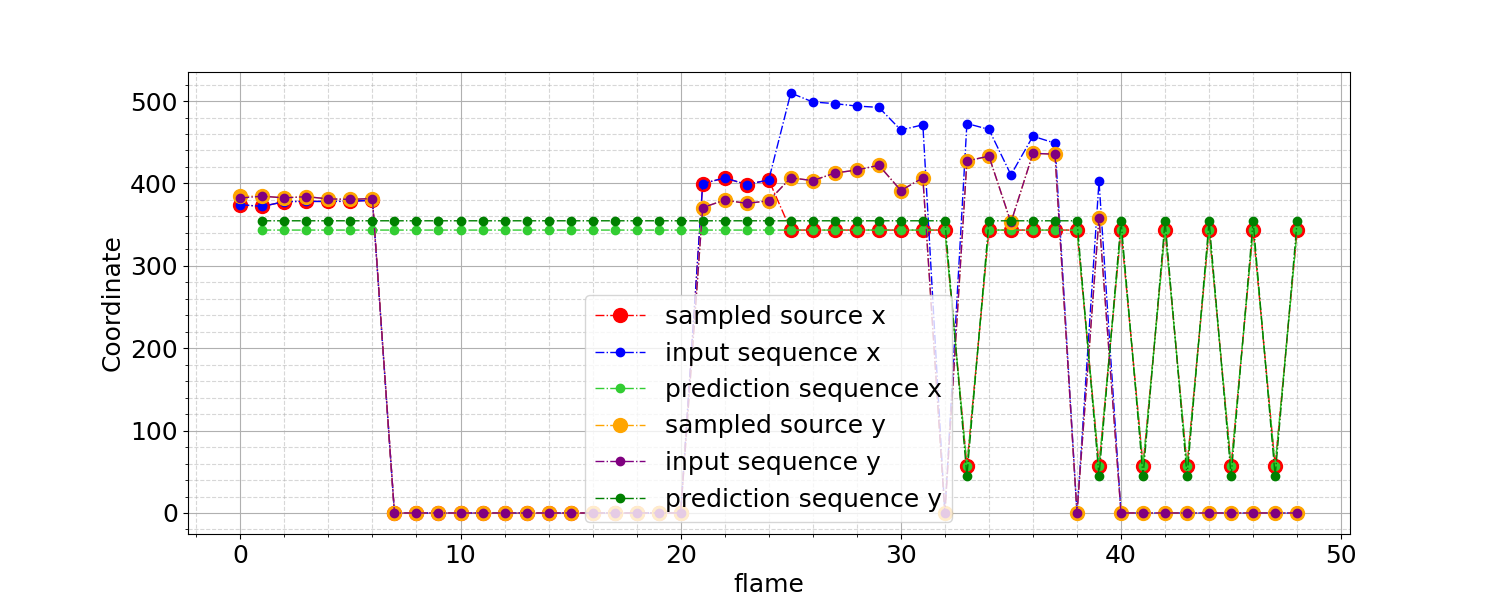 500
400
300
200
100
0
Coordinate
sampled source x
input sequence x
prediction sequence x
sampled source y
input sequence y
prediction sequence y
0 10 20 30 40 50
flame